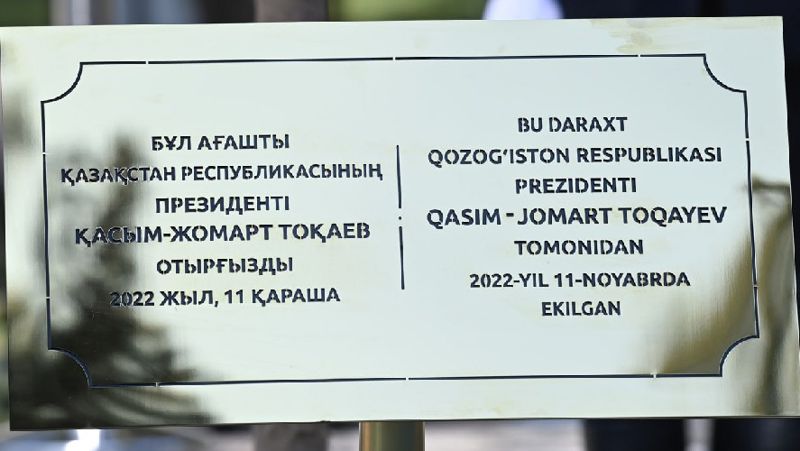 БҰЛ АҒАШТЫ
ҚАЗАҚСТАН РЕСПУБЛИКАСЫНЫҢ
ПРЕЗИДЕНТІ
ҚАСЫМ-ЖОМАРТ ТОҚАЕВ
ОТЫРҒЫЗДЫ
2022 ЖЫЛ, 11 ҚАРАША
BU DARAXT
QOZOG‘ISTON RESPUBLIKASI
PREZIDENTI
QASIM-JOMART TOQAYEV
TOMONIDAN
2022-YIL 11-NOYABRDA
EKILGAN